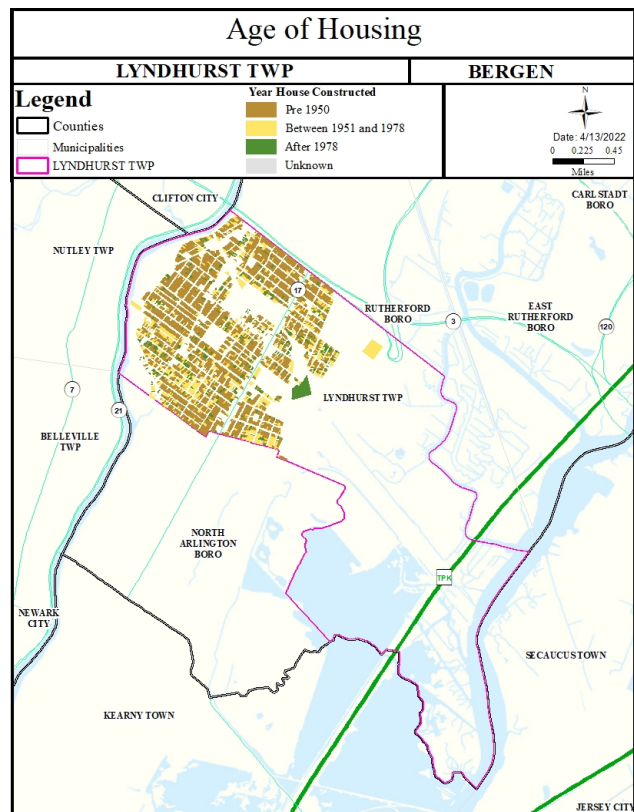 Age of Housing
LYNDHURST TWP
BERGEN
Legend
Counties
Municipalities
LYNDHURST TWP
Year House Constructed
Pre 1950
Between 1951 and 1978
After 1978
Unknown
N
Date: 4/13/2022
0 0.225 0.45
Miles
CLIFTON CITY
CARLSTADT
BORO
NUTLEY TWP
17
RUTHERFORD
BORO
3
EAST
RUTHERFORD
BORO
120
7
21
LYNDHURST TWP
BELLEVILLE
TWP
NORTH
ARLINGTON
BORO
TPK
NEWARK
CITY
SECAUCUS TOWN
KEARNY TOWN
JERSEY CITY